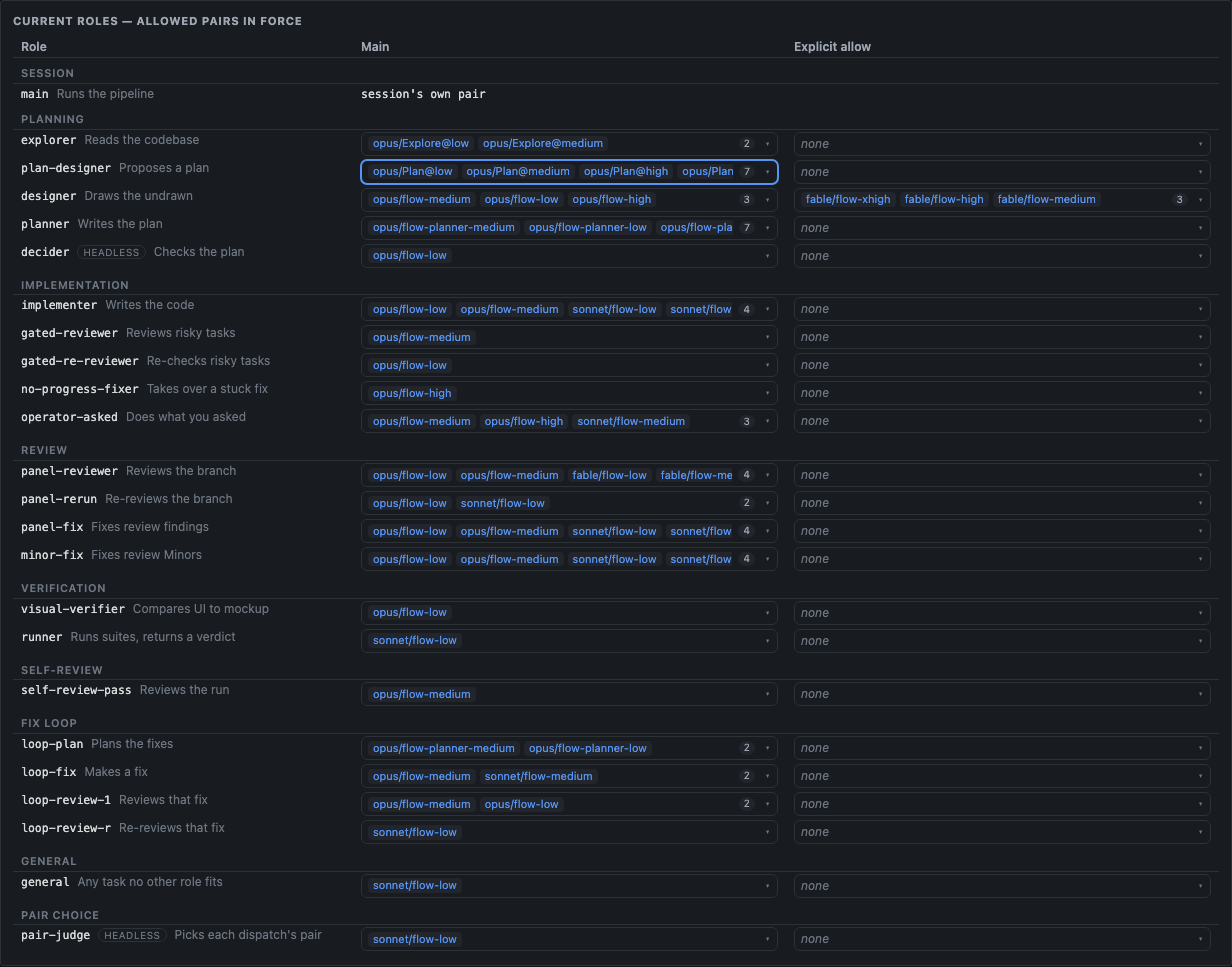 CURRENT ROLES — ALLOWED PAIRS IN FORCE
Role Main Explicit allow
SESSION
main Runs the pipeline session's own pair
PLANNING
explorer Reads the codebase opus/Explore@low opus/Explore@medium 2 none
plan-designer Proposes a plan opus/Plan@low opus/Plan@medium opus/Plan@high opus/Plan 7 none
designer Draws the undrawn opus/flow-medium opus/flow-low opus/flow-high 3 fable/flow-xhigh fable/flow-high fable/flow-medium 3
planner Writes the plan opus/flow-planner-medium opus/flow-planner-low opus/flow-pla 7 none
decider HEADLESS Checks the plan opus/flow-low none
IMPLEMENTATION
implementer Writes the code opus/flow-low opus/flow-medium sonnet/flow-low sonnet/flow 4 none
gated-reviewer Reviews risky tasks opus/flow-medium none
gated-re-reviewer Re-checks risky tasks opus/flow-low none
no-progress-fixer Takes over a stuck fix opus/flow-high none
operator-asked Does what you asked opus/flow-medium opus/flow-high sonnet/flow-medium 3 none
REVIEW
panel-reviewer Reviews the branch opus/flow-low opus/flow-medium fable/flow-low fable/flow-me 4 none
panel-rerun Re-reviews the branch opus/flow-low sonnet/flow-low 2 none
panel-fix Fixes review findings opus/flow-low opus/flow-medium sonnet/flow-low sonnet/flow 4 none
minor-fix Fixes review Minors opus/flow-low opus/flow-medium sonnet/flow-low sonnet/flow 4 none
VERIFICATION
visual-verifier Compares UI to mockup opus/flow-low none
runner Runs suites, returns a verdict sonnet/flow-low none
SELF-REVIEW
self-review-pass Reviews the run opus/flow-medium none
FIX LOOP
loop-plan Plans the fixes opus/flow-planner-medium opus/flow-planner-low 2 none
loop-fix Makes a fix opus/flow-medium sonnet/flow-medium 2 none
loop-review-1 Reviews that fix opus/flow-medium opus/flow-low 2 none
loop-review-r Re-reviews that fix sonnet/flow-low none
GENERAL
general Any task no other role fits sonnet/flow-low none
PAIR CHOICE
pair-judge HEADLESS Picks each dispatch's pair sonnet/flow-low none